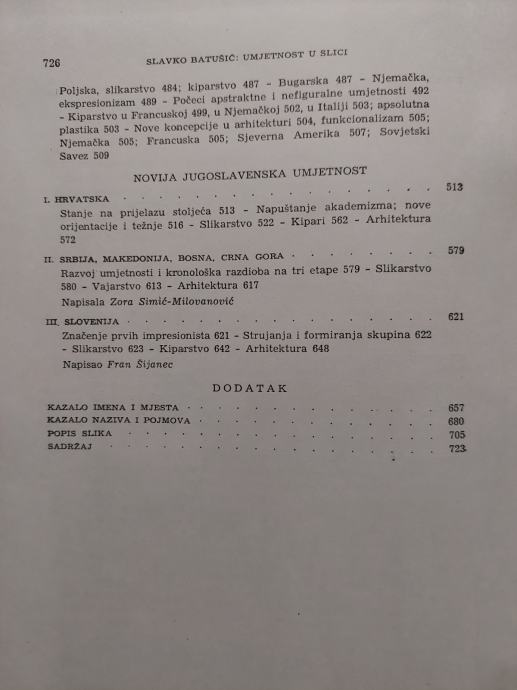 726 SLAVKO BATUŠIĆ: UMJETNOST U SLICI
Poljska, slikarstvo 484; kiparstvo 487 - Bugarska 487 - Njemačka,
ekspresionizam 489 - Počeci apstraktne i nefiguralne umjetnosti 492
- Kiparstvo u Francuskoj 499, u Njemačkoj 502, u Italiji 503; apsolutna
plastika 503 - Nove koncepcije u arhitekturi 504, funkcionalizam 505;
Njemačka 505; Francuska 505; Sjeverna Amerika 507; Sovjetski
Savez 509
NOVIJA JUGOSLAVENSKA UMJETNOST
I. HRVATSKA . . . . . . . . . . . . . . 513
Stanje na prijelazu stoljeća 513 - Napuštanje akademizma; nove
orijentacije i težnje 516 - Slikarstvo 522 - Kipari 562 - Arhitektura
572
II. SRBIJA, MAKEDONIJA, BOSNA, CRNA GORA . . . . . . 579
Razvoj umjetnosti i kronološka razdioba na tri etape 579 - Slikarstvo
580 - Vajarstvo 613 - Arhitektura 617
Napisala Zora Simić-Milovanović
III. SLOVENIJA . . . . . . . . . . . . . . 621
Značenje prvih impresionista 621 - Strujanja i formiranja skupina 622
- Slikarstvo 623 - Kiparstvo 642 - Arhitektura 648
Napisao Fran Šijanec
DODATAK
KAZALO IMENA I MJESTA . . . . . . . . . . . . 657
KAZALO NAZIVA I POJMOVA . . . . . . . . . . . 680
POPIS SLIKA . . . . . . . . . . . . . . 705
SADRŽAJ . . . . . . . . . . . . . . . 723